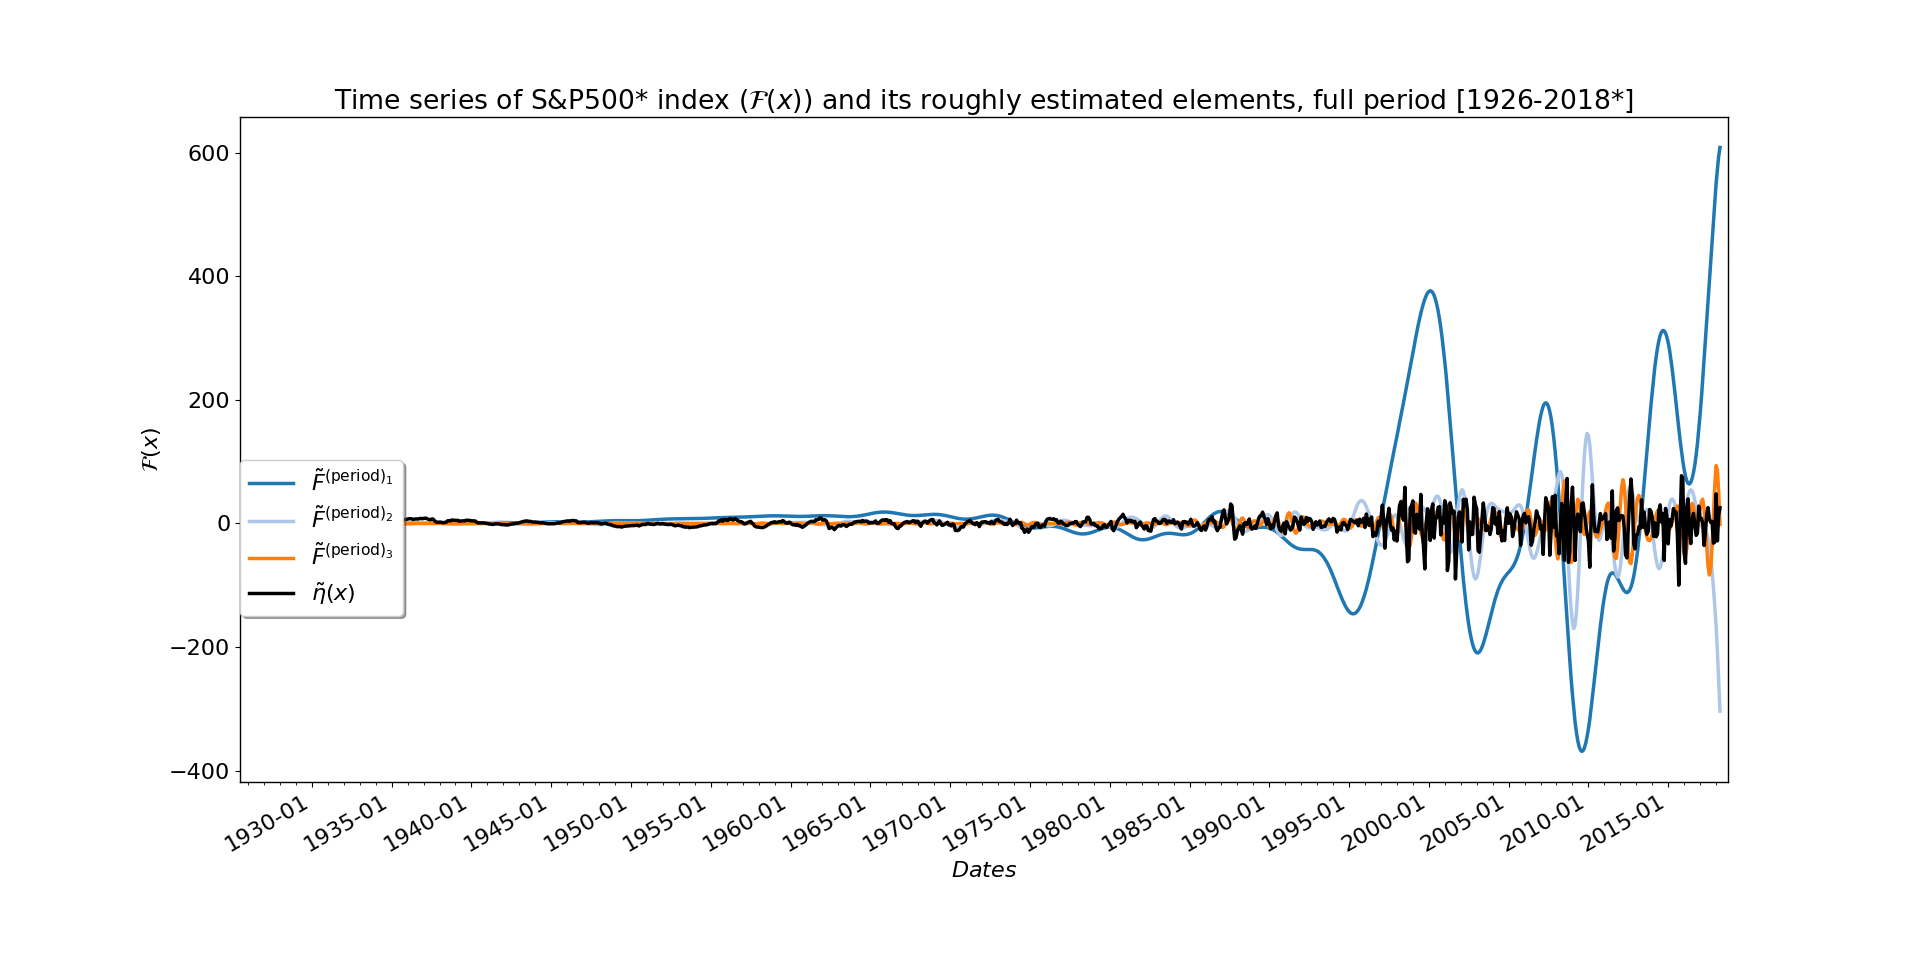 Time series of S&P500* index (ℱ(x)) and its roughly estimated elements, full period [1926-2018*]
600
400
200
0
−200
−400
ℱ(x)
F̃(period)₁
F̃(period)₂
F̃(period)₃
η̃(x)
1930-01 1935-01 1940-01 1945-01 1950-01 1955-01 1960-01 1965-01 1970-01 1975-01 1980-01 1985-01 1990-01 1995-01 2000-01 2005-01 2010-01 2015-01
Dates